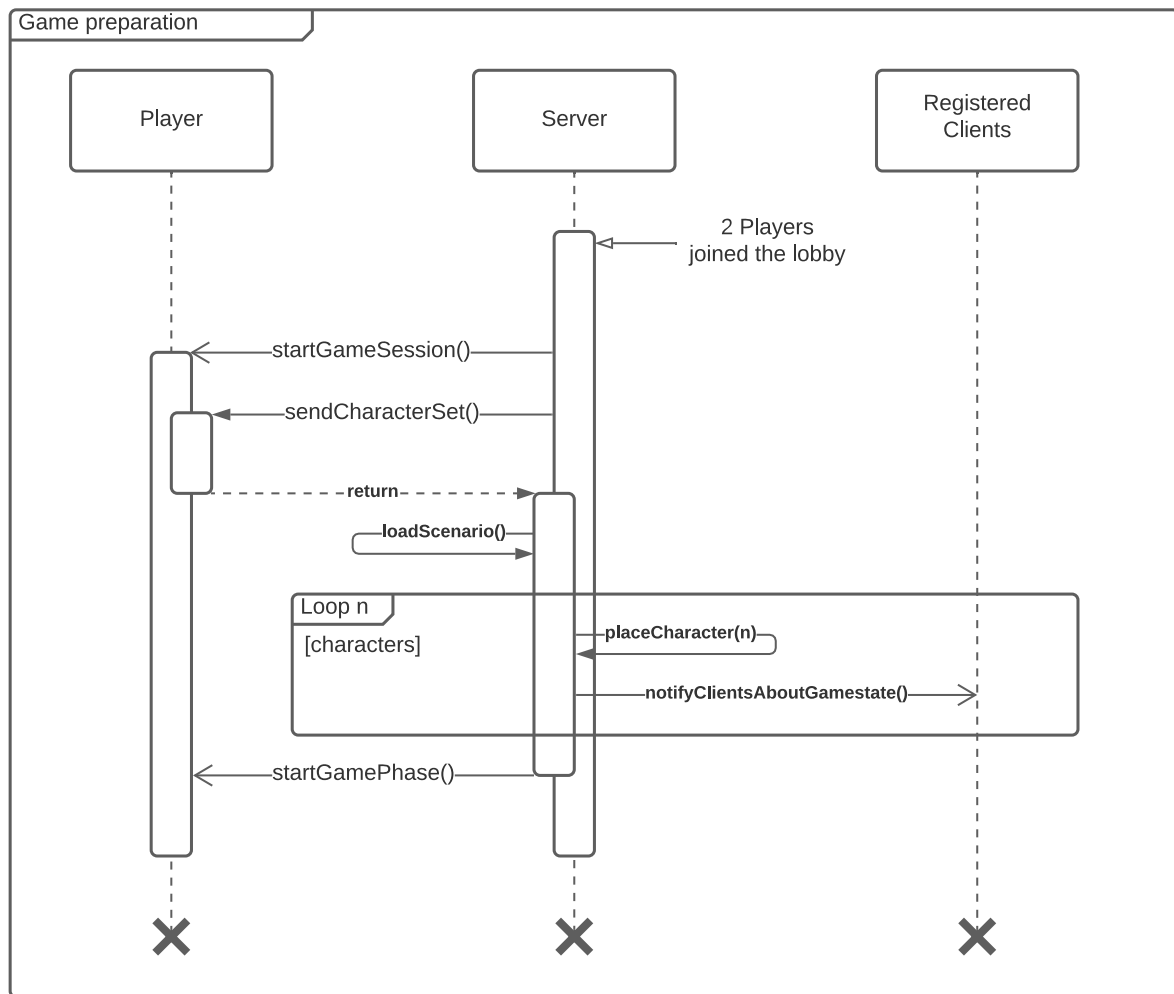 Game preparation
Player
Server
Registered
Clients
2 Players
joined the lobby
startGameSession()
sendCharacterSet()
return
loadScenario()
Loop n
[characters]
placeCharacter(n)
notifyClientsAboutGamestate()
startGamePhase()